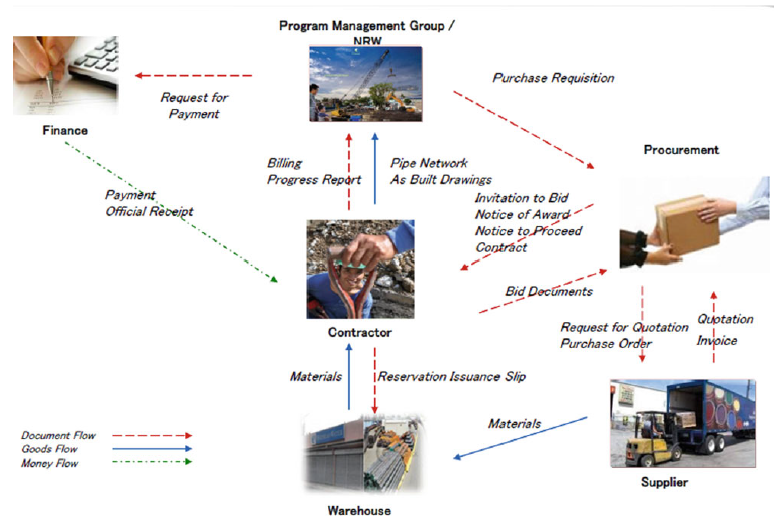 Program Management Group /
NRW
Request for
Payment
Purchase Requisition
Finance
Procurement
Billing
Progress Report
Pipe Network
As Built Drawings
Payment
Official Receipt
Invitation to Bid
Notice of Award
Notice to Proceed
Contract
Bid Documents
Contractor
Request for Quotation
Purchase Order
Quotation
Invoice
Materials
Reservation Issuance Slip
Materials
Document Flow
Goods Flow
Money Flow
Supplier
Warehouse